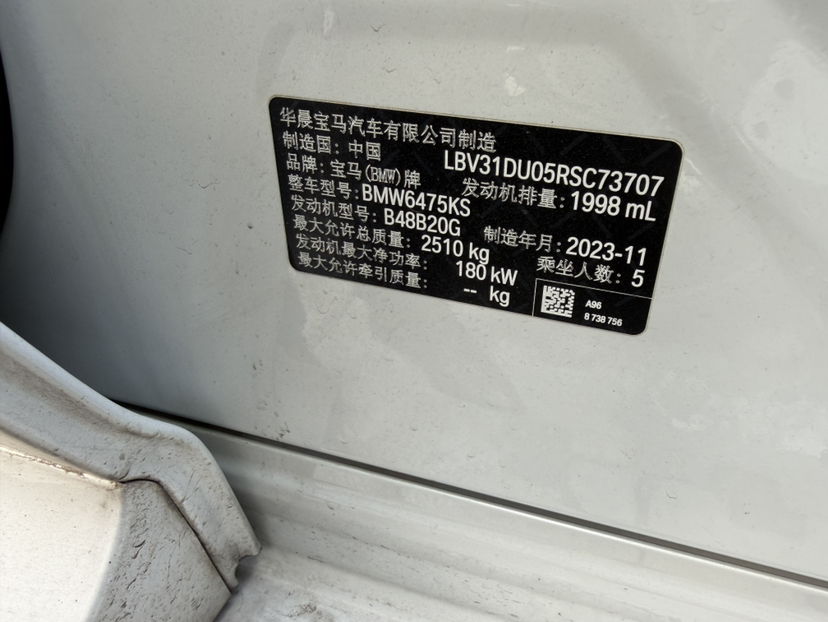 华晨宝马汽车有限公司制造
制造国：中国 LBV31DU05RSC73707
品牌：宝马(BMW)牌 发动机排量：1998 mL
整车型号：BMW6475KS
发动机型号：B48B20G 制造年月：2023-11
最大允许总质量：2510 kg 乘坐人数：5
发动机最大净功率：180 kW
最大允许牵引质量：-- kg
A96
8 738 756